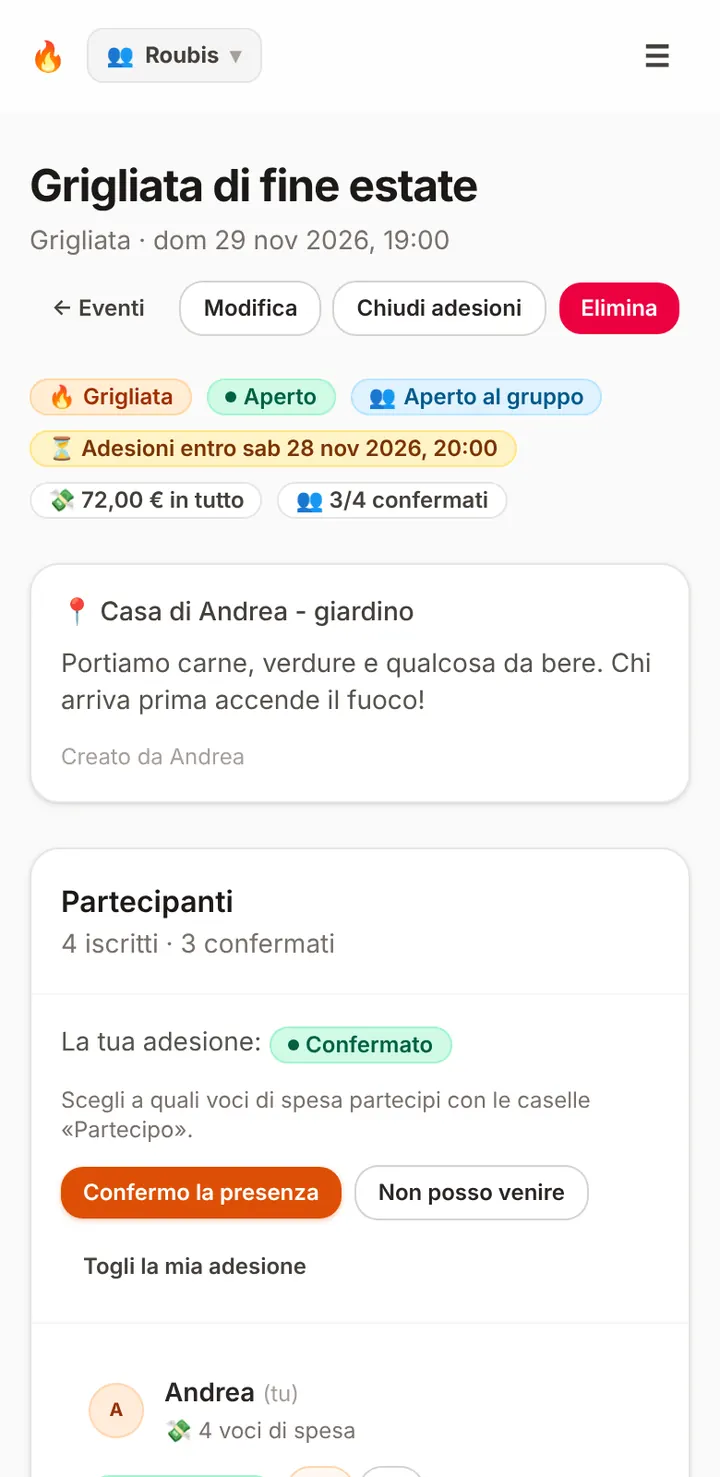 Roubis
Grigliata di fine estate
Grigliata · dom 29 nov 2026, 19:00
← Eventi
Modifica
Chiudi adesioni
Elimina
Grigliata
Aperto
Aperto al gruppo
Adesioni entro sab 28 nov 2026, 20:00
72,00 € in tutto
3/4 confermati
Casa di Andrea - giardino
Portiamo carne, verdure e qualcosa da bere. Chi
arriva prima accende il fuoco!
Creato da Andrea
Partecipanti
4 iscritti · 3 confermati
La tua adesione: Confermato
Scegli a quali voci di spesa partecipi con le caselle
«Partecipo».
Confermo la presenza
Non posso venire
Togli la mia adesione
A
Andrea (tu)
4 voci di spesa